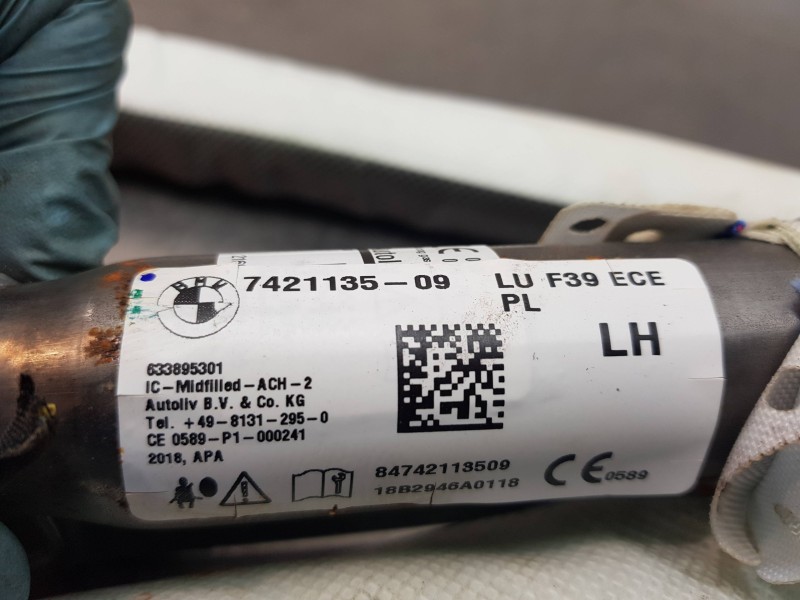 BMW
7421135-09
LU F39 ECE
PL
LH
633895301
IC-Midfilled-ACH-2
Autoliv B.V. & Co. KG
Tel. +49-8131-295-0
CE 0589-P1-000241
2018, APA
84742113509
18B2946A0118
CE 0589